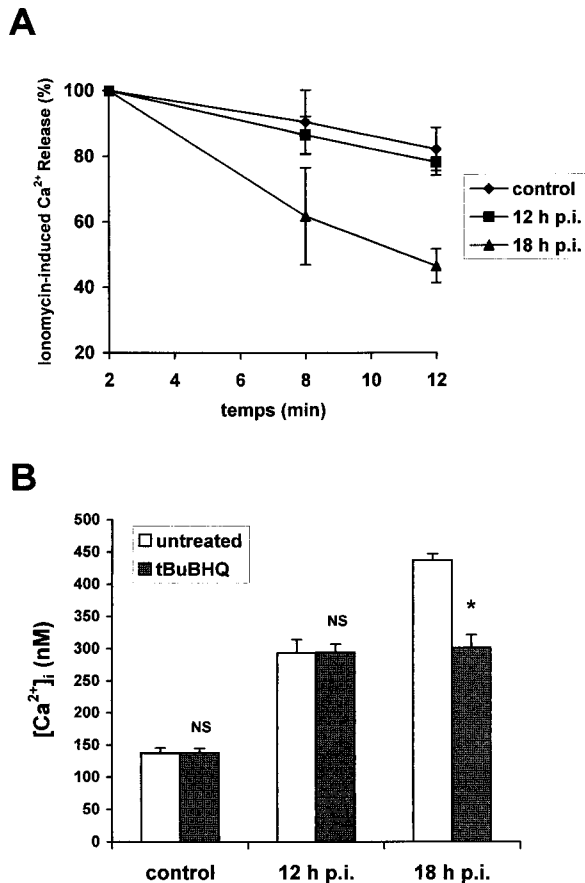 A
Ionomycin-induced Ca²⁺ Release (%)
100
80
60
40
20
2
4
6
8
10
12
temps (min)
control
12 h p.i.
18 h p.i.
B
[Ca²⁺]ᵢ (nM)
500
450
400
350
300
250
200
150
100
50
0
untreated
tBuBHQ
NS
NS
*
control
12 h p.i.
18 h p.i.